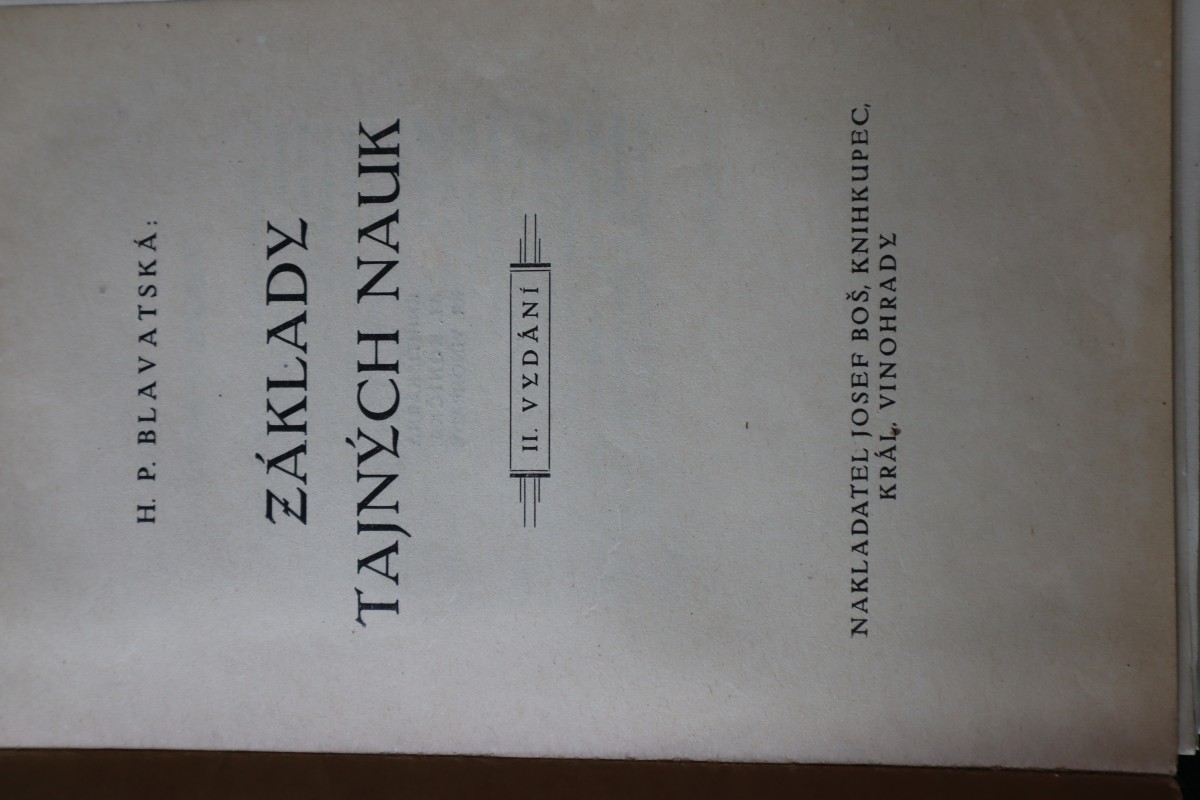 H. P. BLAVATSKÁ:
ZÁKLADY
TAJNÝCH NAUK
II. VYDÁNÍ
NAKLADATEL JOSEF BOŠ, KNIHKUPEC,
KRÁL. VINOHRADY